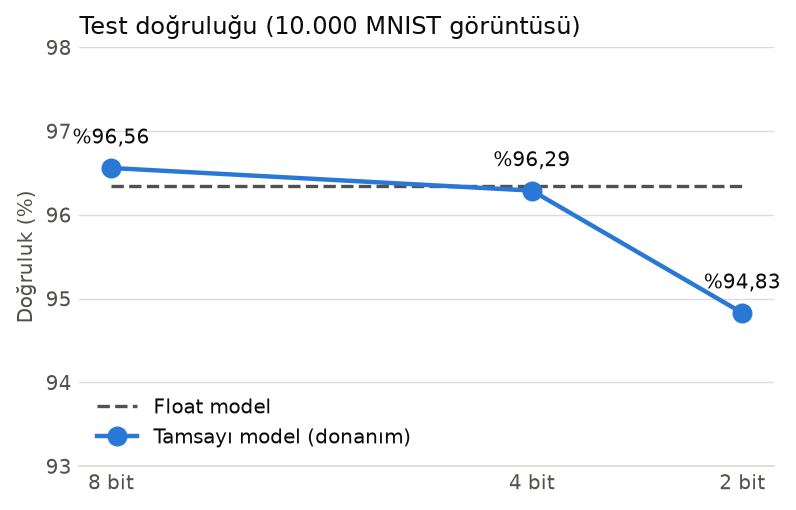 Test doğruluğu (10.000 MNIST görüntüsü)
98
97
96
95
94
93
Doğruluk (%)
%96,56
%96,29
%94,83
Float model
Tamsayı model (donanım)
8 bit
4 bit
2 bit